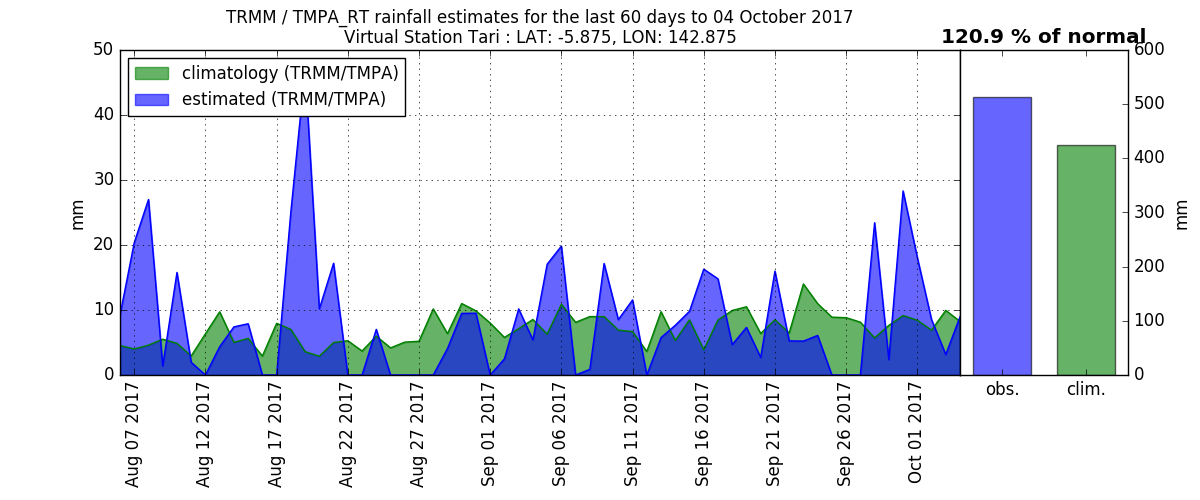 TRMM / TMPA_RT rainfall estimates for the last 60 days to 04 October 2017
Virtual Station Tari : LAT: -5.875, LON: 142.875
120.9 % of normal
climatology (TRMM/TMPA)
estimated (TRMM/TMPA)
50
40
30
20
10
0
mm
600
500
400
300
200
100
0
mm
Aug 07 2017
Aug 12 2017
Aug 17 2017
Aug 22 2017
Aug 27 2017
Sep 01 2017
Sep 06 2017
Sep 11 2017
Sep 16 2017
Sep 21 2017
Sep 26 2017
Oct 01 2017
obs.
clim.